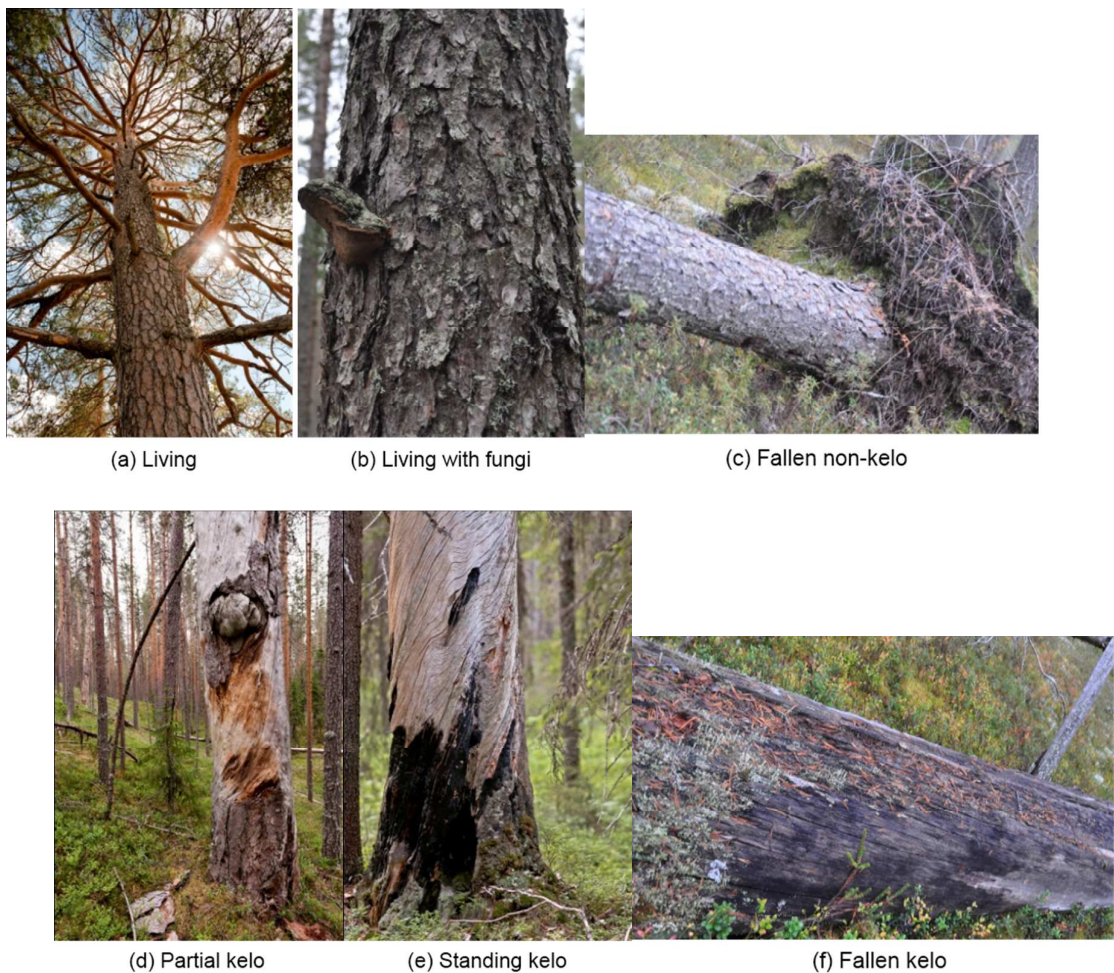 (a) Living
(b) Living with fungi
(c) Fallen non-kelo
(d) Partial kelo
(e) Standing kelo
(f) Fallen kelo